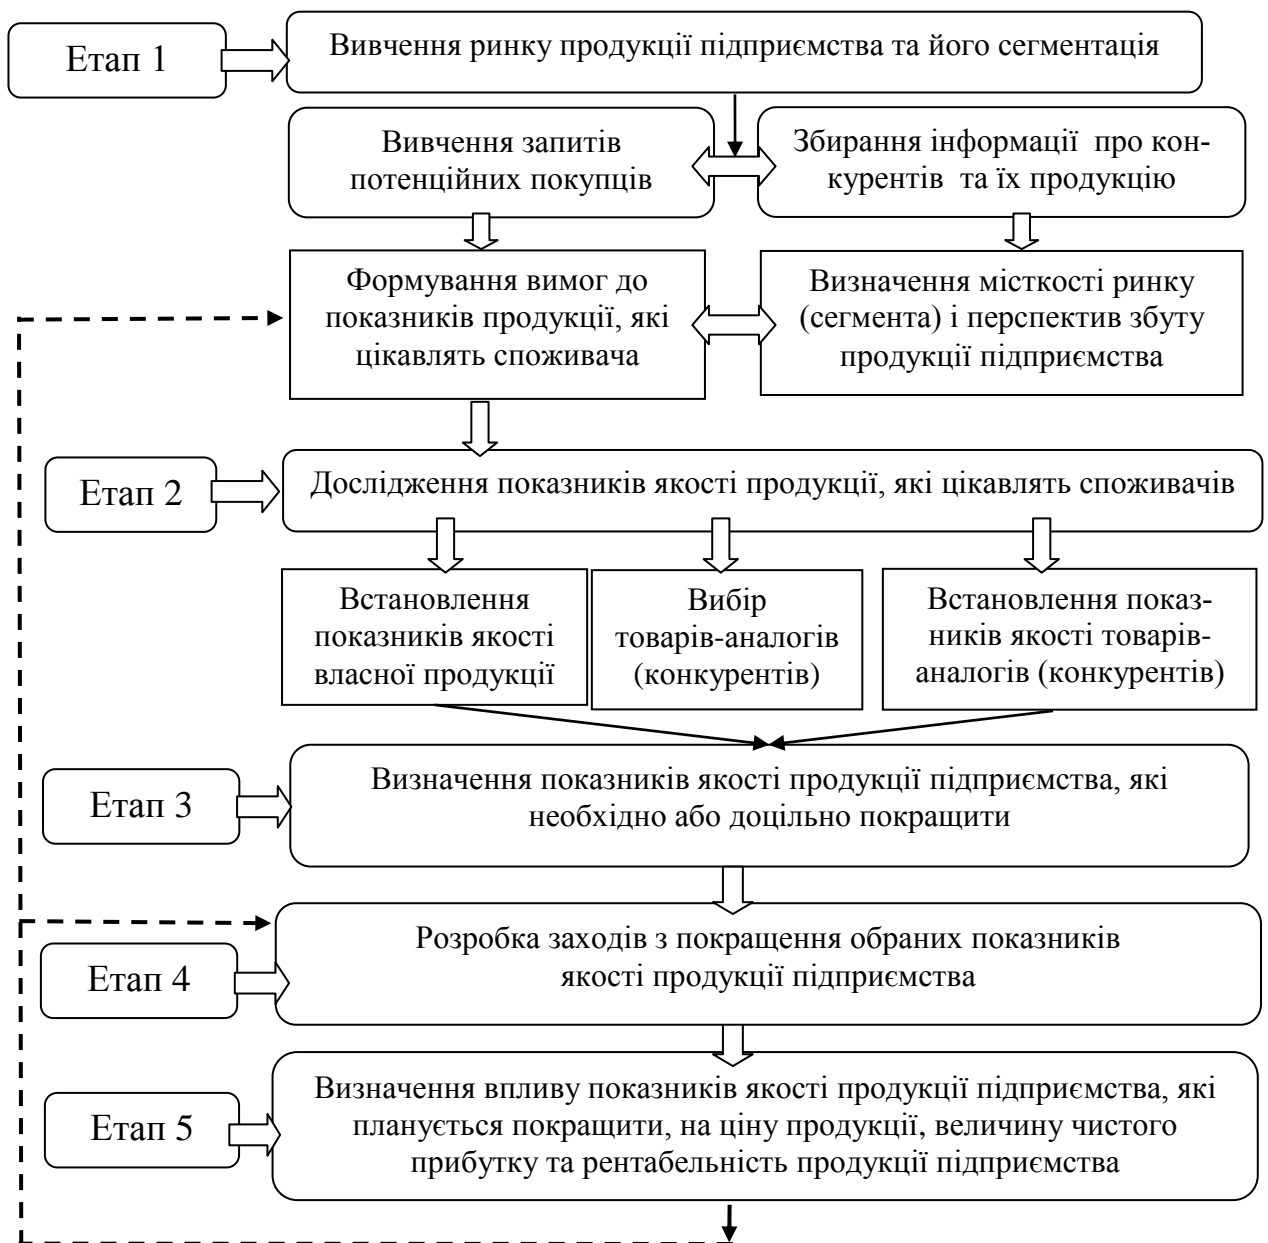 Етап 1
Вивчення ринку продукції підприємства та його сегментація
Вивчення запитів
потенційних покупців
Збирання інформації про кон-
курентів та їх продукцію
Формування вимог до
показників продукції, які
цікавлять споживача
Визначення місткості ринку
(сегмента) і перспектив збуту
продукції підприємства
Етап 2
Дослідження показників якості продукції, які цікавлять споживачів
Встановлення
показників якості
власної продукції
Вибір
товарів-аналогів
(конкурентів)
Встановлення показ-
ників якості товарів-
аналогів (конкурентів)
Етап 3
Визначення показників якості продукції підприємства, які
необхідно або доцільно покращити
Етап 4
Розробка заходів з покращення обраних показників
якості продукції підприємства
Етап 5
Визначення впливу показників якості продукції підприємства, які
планується покращити, на ціну продукції, величину чистого
прибутку та рентабельність продукції підприємства